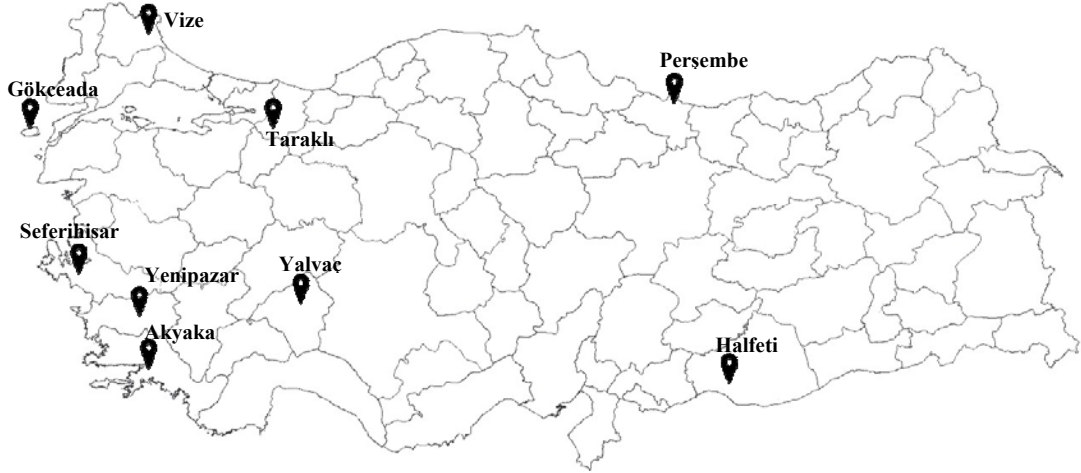 Vize
Perşembe
Gökceada
Taraklı
Seferihisar
Yenipazar
Yalvaç
Akyaka
Halfeti